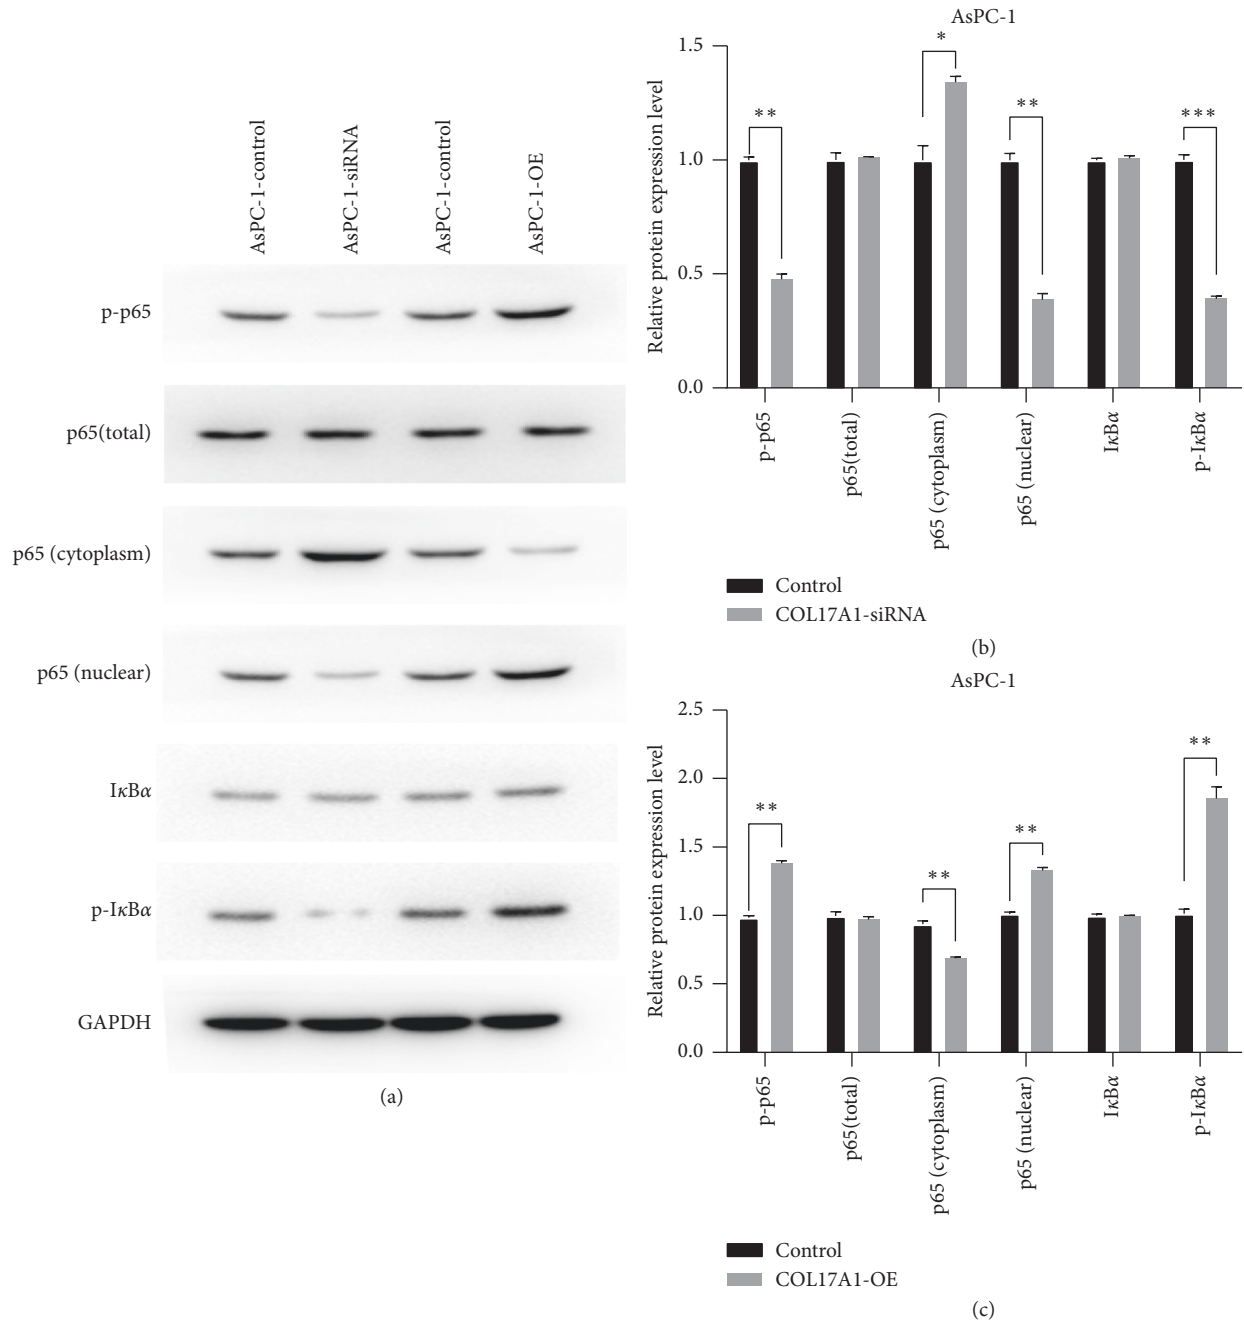 AsPC-1-control
AsPC-1-siRNA
AsPC-1-control
AsPC-1-OE
p-p65
p65(total)
p65 (cytoplasm)
p65 (nuclear)
IκBα
p-IκBα
GAPDH
(a)
AsPC-1
Relative protein expression level
1.5
1.0
0.5
0.0
**
*
**
***
p-p65
p65(total)
p65 (cytoplasm)
p65 (nuclear)
IκBα
p-IκBα
Control
COL17A1-siRNA
(b)
AsPC-1
Relative protein expression level
2.5
2.0
1.5
1.0
0.5
0.0
**
**
**
**
p-p65
p65(total)
p65 (cytoplasm)
p65 (nuclear)
IκBα
p-IκBα
Control
COL17A1-OE
(c)